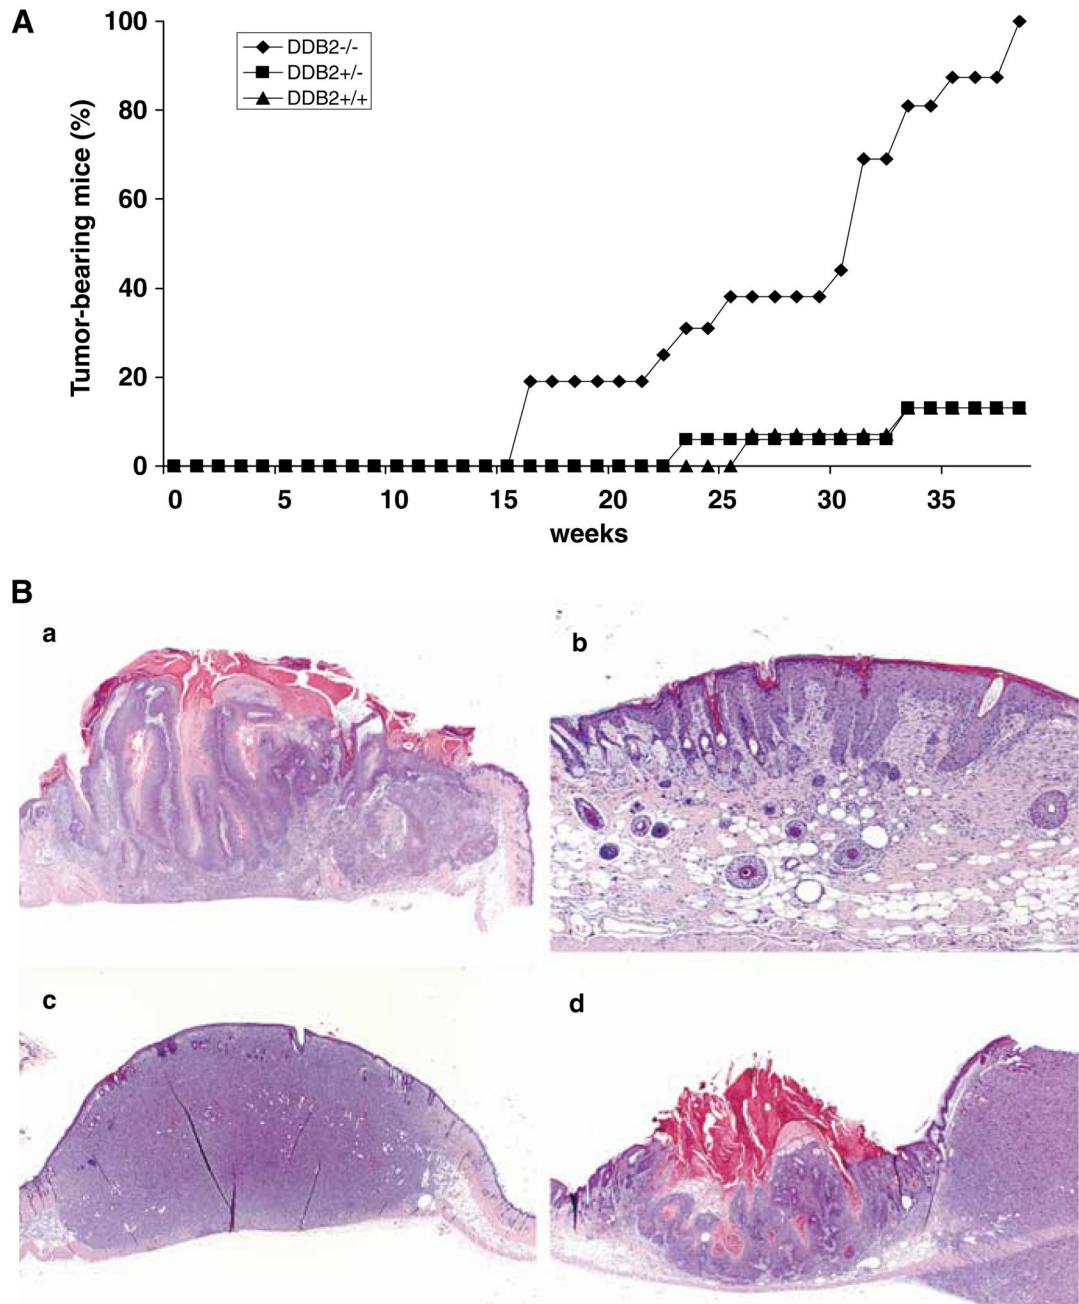 A
100
80
60
40
20
0
Tumor-bearing mice (%)
DDB2-/-
DDB2+/-
DDB2+/+
0 5 10 15 20 25 30 35
weeks
B
a
b
c
d